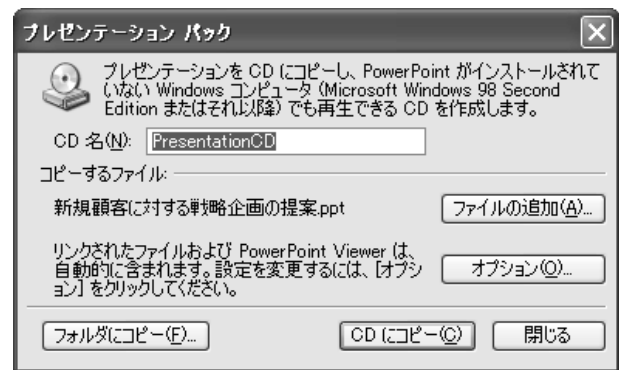 プレゼンテーション パック
プレゼンテーションを CD にコピーし、PowerPoint がインストールされて
いない Windows コンピュータ (Microsoft Windows 98 Second
Edition またはそれ以降) でも再生できる CD を作成します。
CD 名(N): PresentationCD
コピーするファイル:
新規顧客に対する戦略企画の提案.ppt ファイルの追加(A)...
リンクされたファイルおよび PowerPoint Viewer は、
自動的に含まれます。設定を変更するには、[オプシ
ョン] をクリックしてください。
オプション(O)...
フォルダにコピー(F)... CD にコピー(C) 閉じる